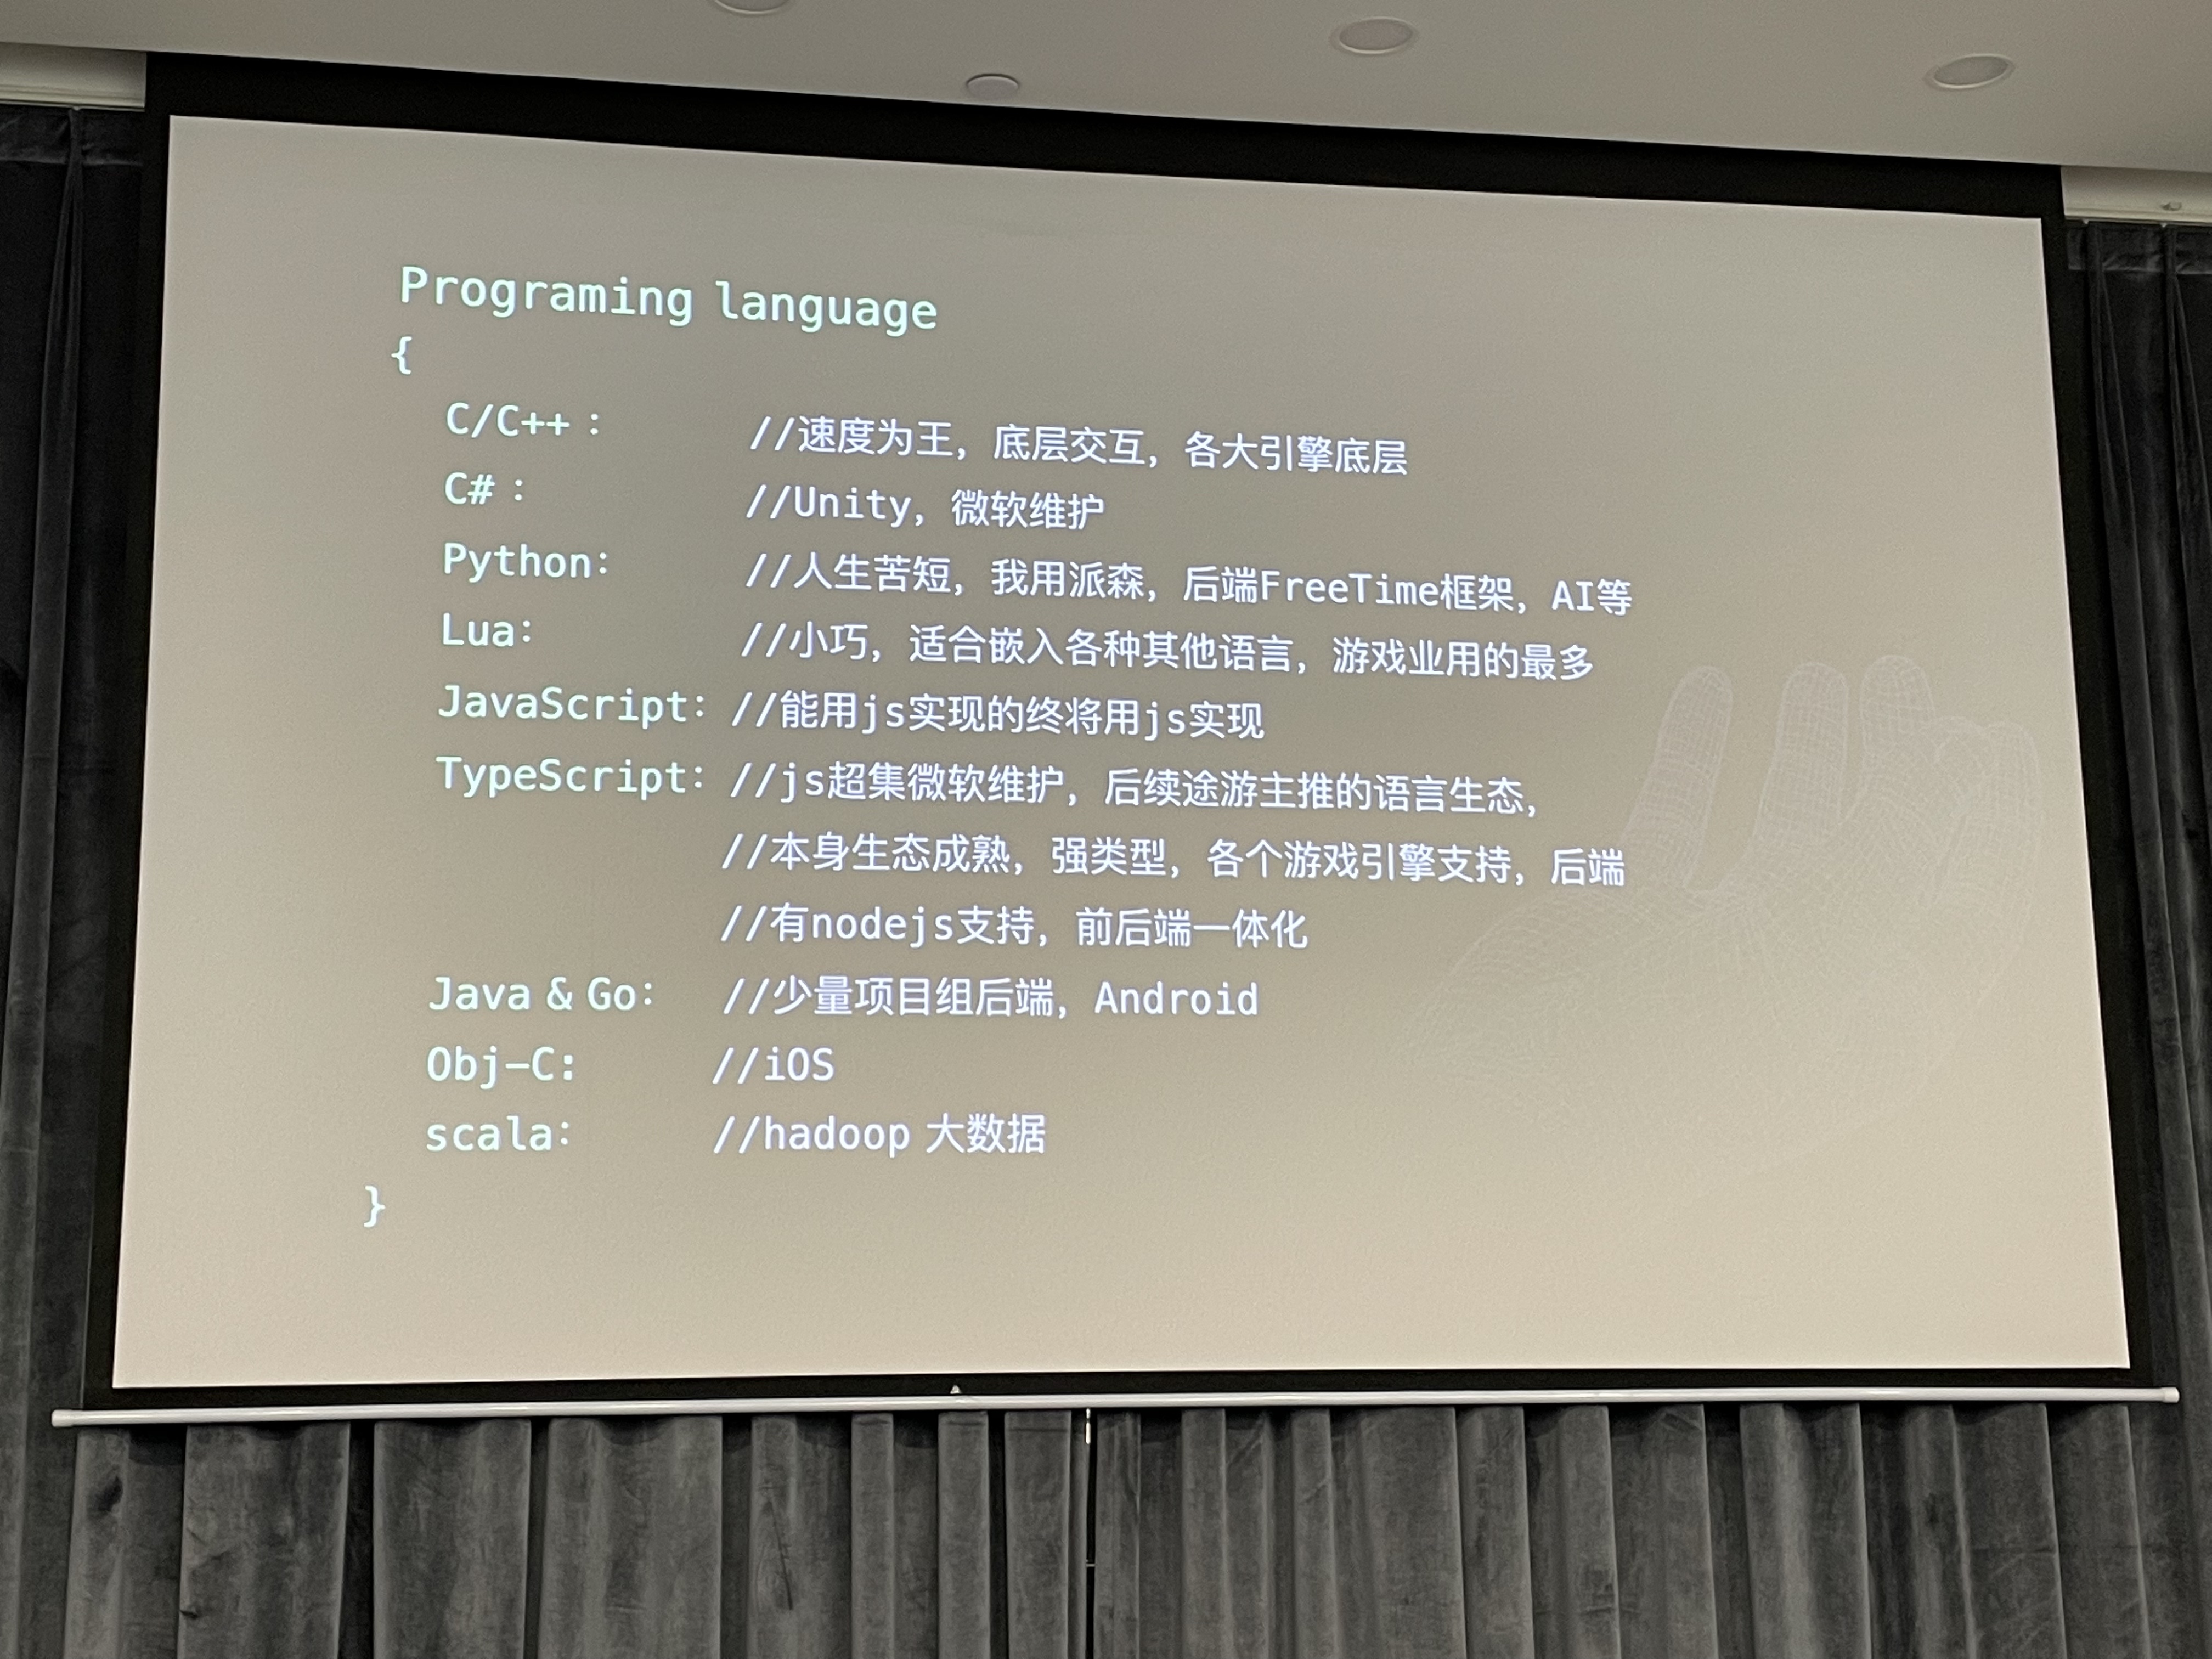 Programing language
{
C/C++ : //速度为王，底层交互，各大引擎底层
C# : //Unity，微软维护
Python: //人生苦短，我用派森，后端FreeTime框架，AI等
Lua: //小巧，适合嵌入各种其他语言，游戏业用的最多
JavaScript: //能用js实现的终将用js实现
TypeScript: //js超集微软维护，后续途游主推的语言生态，
//本身生态成熟，强类型，各个游戏引擎支持，后端
//有nodejs支持，前后端一体化
Java & Go: //少量项目组后端，Android
Obj-C: //iOS
scala: //hadoop 大数据
}